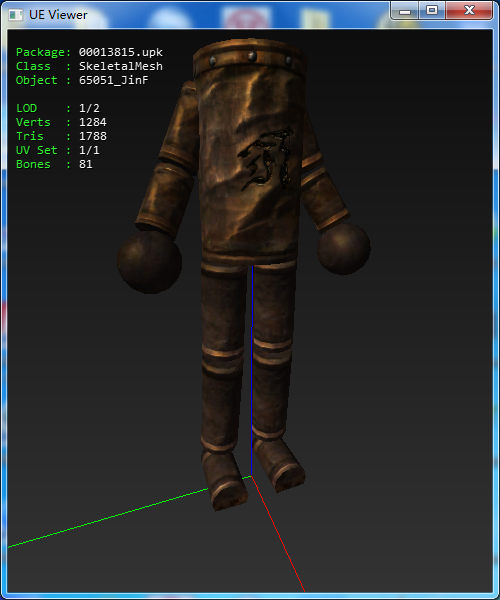 UE Viewer
Package: 00013815.upk
Class : SkeletalMesh
Object : 65051_JinF
LOD : 1/2
Verts : 1284
Tris : 1788
UV Set : 1/1
Bones : 81